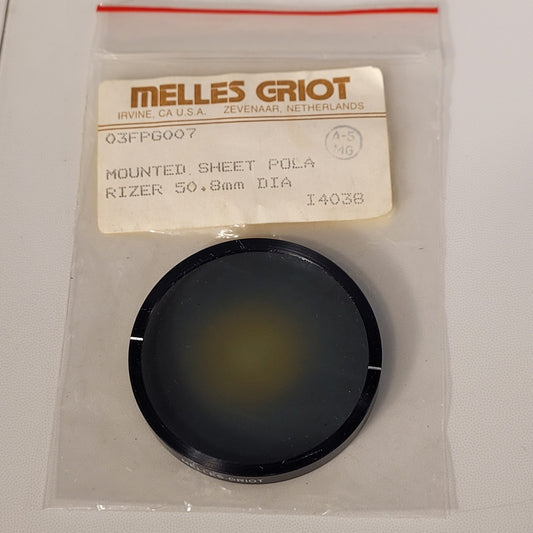 MELLES GRIOT
IRVINE, CA U.S.A. ZEVENAAR, NETHERLANDS
03FPG007
A-5
MG
MOUNTED SHEET POLA
RIZER 50.8mm DIA
I4038
MELLES GRIOT